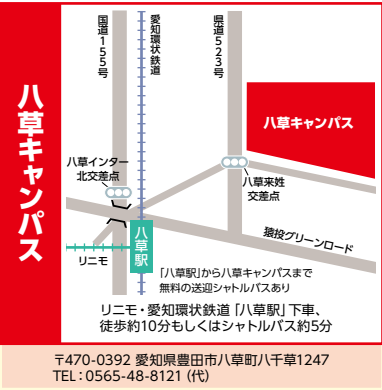 八草キャンパス
国道155号
愛知環状鉄道
県道523号
八草キャンパス
八草インター
北交差点
八草来姓
交差点
八草駅
リニモ
猿投グリーンロード
「八草駅」から八草キャンパスまで
無料の送迎シャトルバスあり
リニモ・愛知環状鉄道「八草駅」下車、
徒歩約10分もしくはシャトルバス約5分
〒470-0392 愛知県豊田市八草町八千草1247
TEL:0565-48-8121(代)